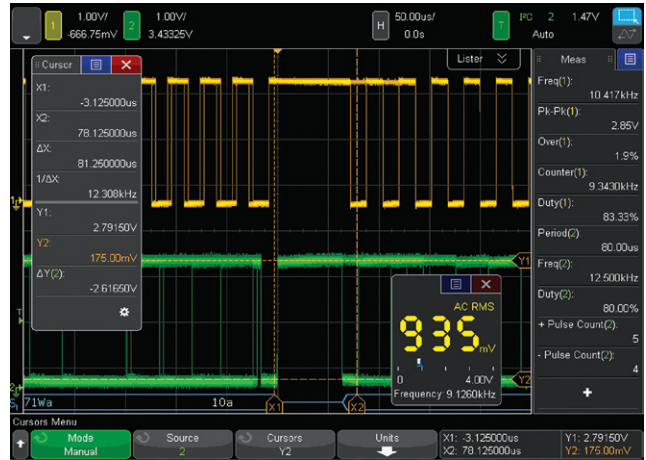 1 1.00V/ 2 1.00V/ H 50.00us/ T I²C 2 1.47V
-666.75mV 3.43325V 0.0s Auto
Cursor
X1:
-3.125000us
X2:
78.125000us
ΔX:
81.250000us
1/ΔX:
12.308kHz
Y1:
2.79150V
Y2:
175.00mV
ΔY(2):
-2.61650V
Lister
Meas
Freq(1):
10.417kHz
Pk-Pk(1):
2.85V
Over(1):
1.9%
Counter(1):
9.3430kHz
Duty(1):
83.33%
Period(2):
80.00us
Freq(2):
12.500kHz
Duty(2):
80.00%
+ Pulse Count(2):
5
- Pulse Count(2):
4
Y1
AC RMS
935 mV
0 4.00V
Frequency: 9.1260kHz
Y2
T
2
S₁ 71Wa 10a X1 X2
Cursors Menu
Mode Source Cursors Units X1: -3.125000us Y1: 2.79150V
Manual 2 Y2 X2: 78.125000us Y2: 175.00mV